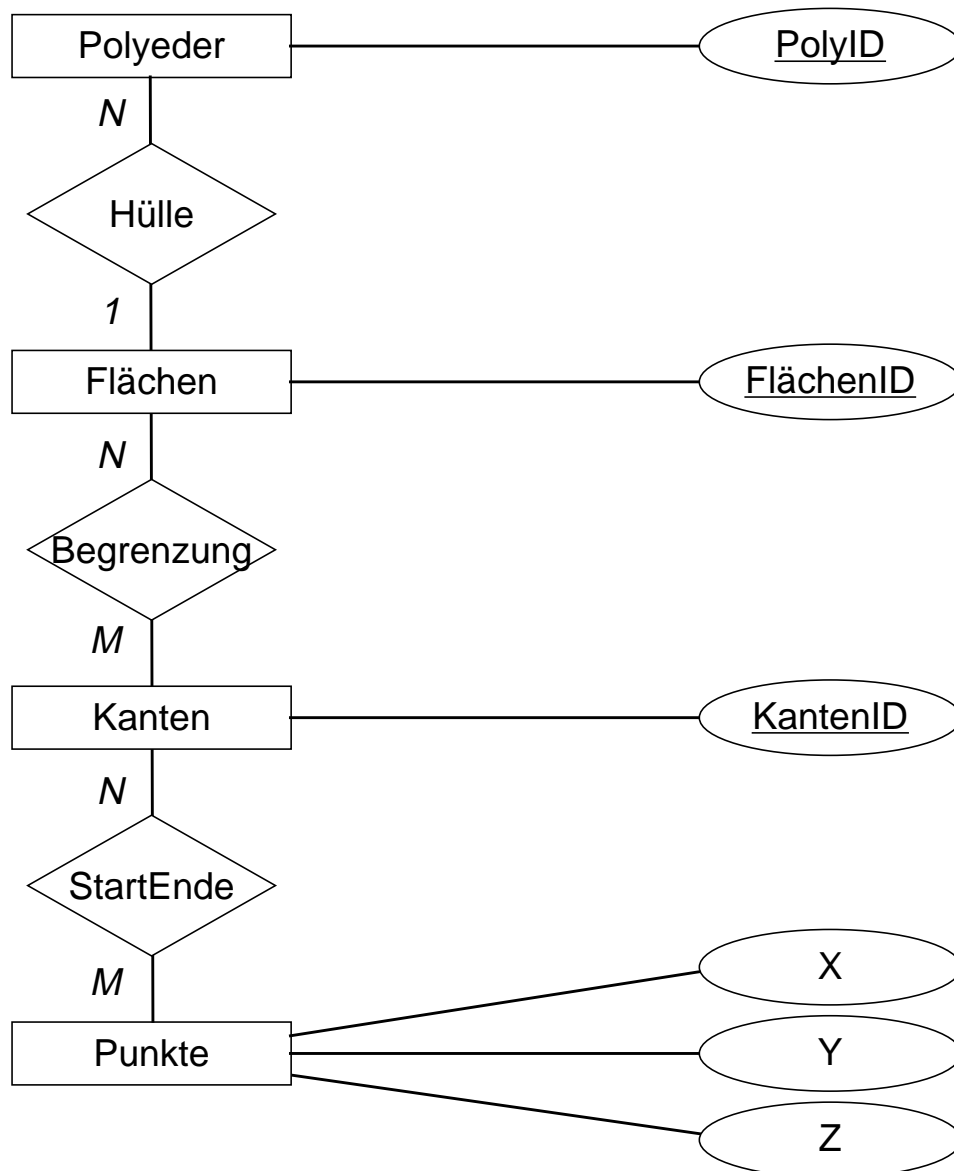 Polyeder
PolyID
N
Hülle
1
Flächen
FlächenID
N
Begrenzung
M
Kanten
KantenID
N
StartEnde
M
X
Punkte
Y
Z